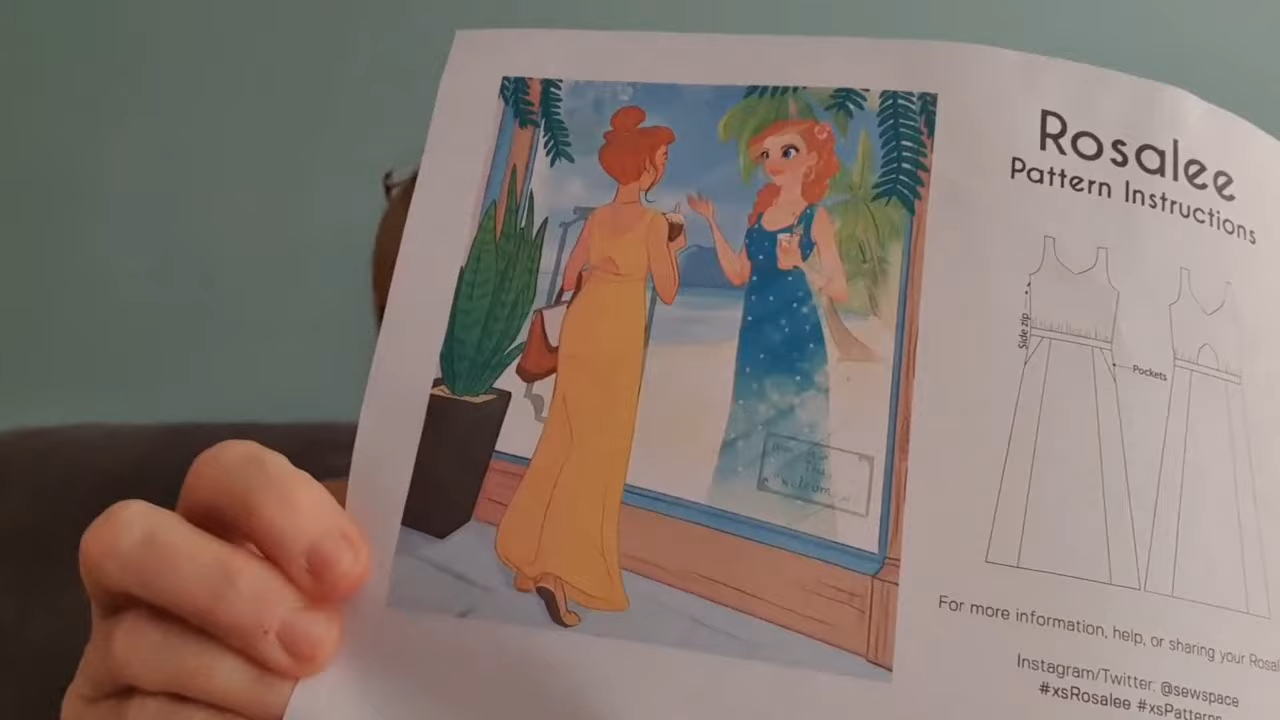 Rosalee
Pattern Instructions
Side zip
Pockets
For more information, help, or sharing your Rosal
Instagram/Twitter: @sewspace
#xsRosalee #xsPattern